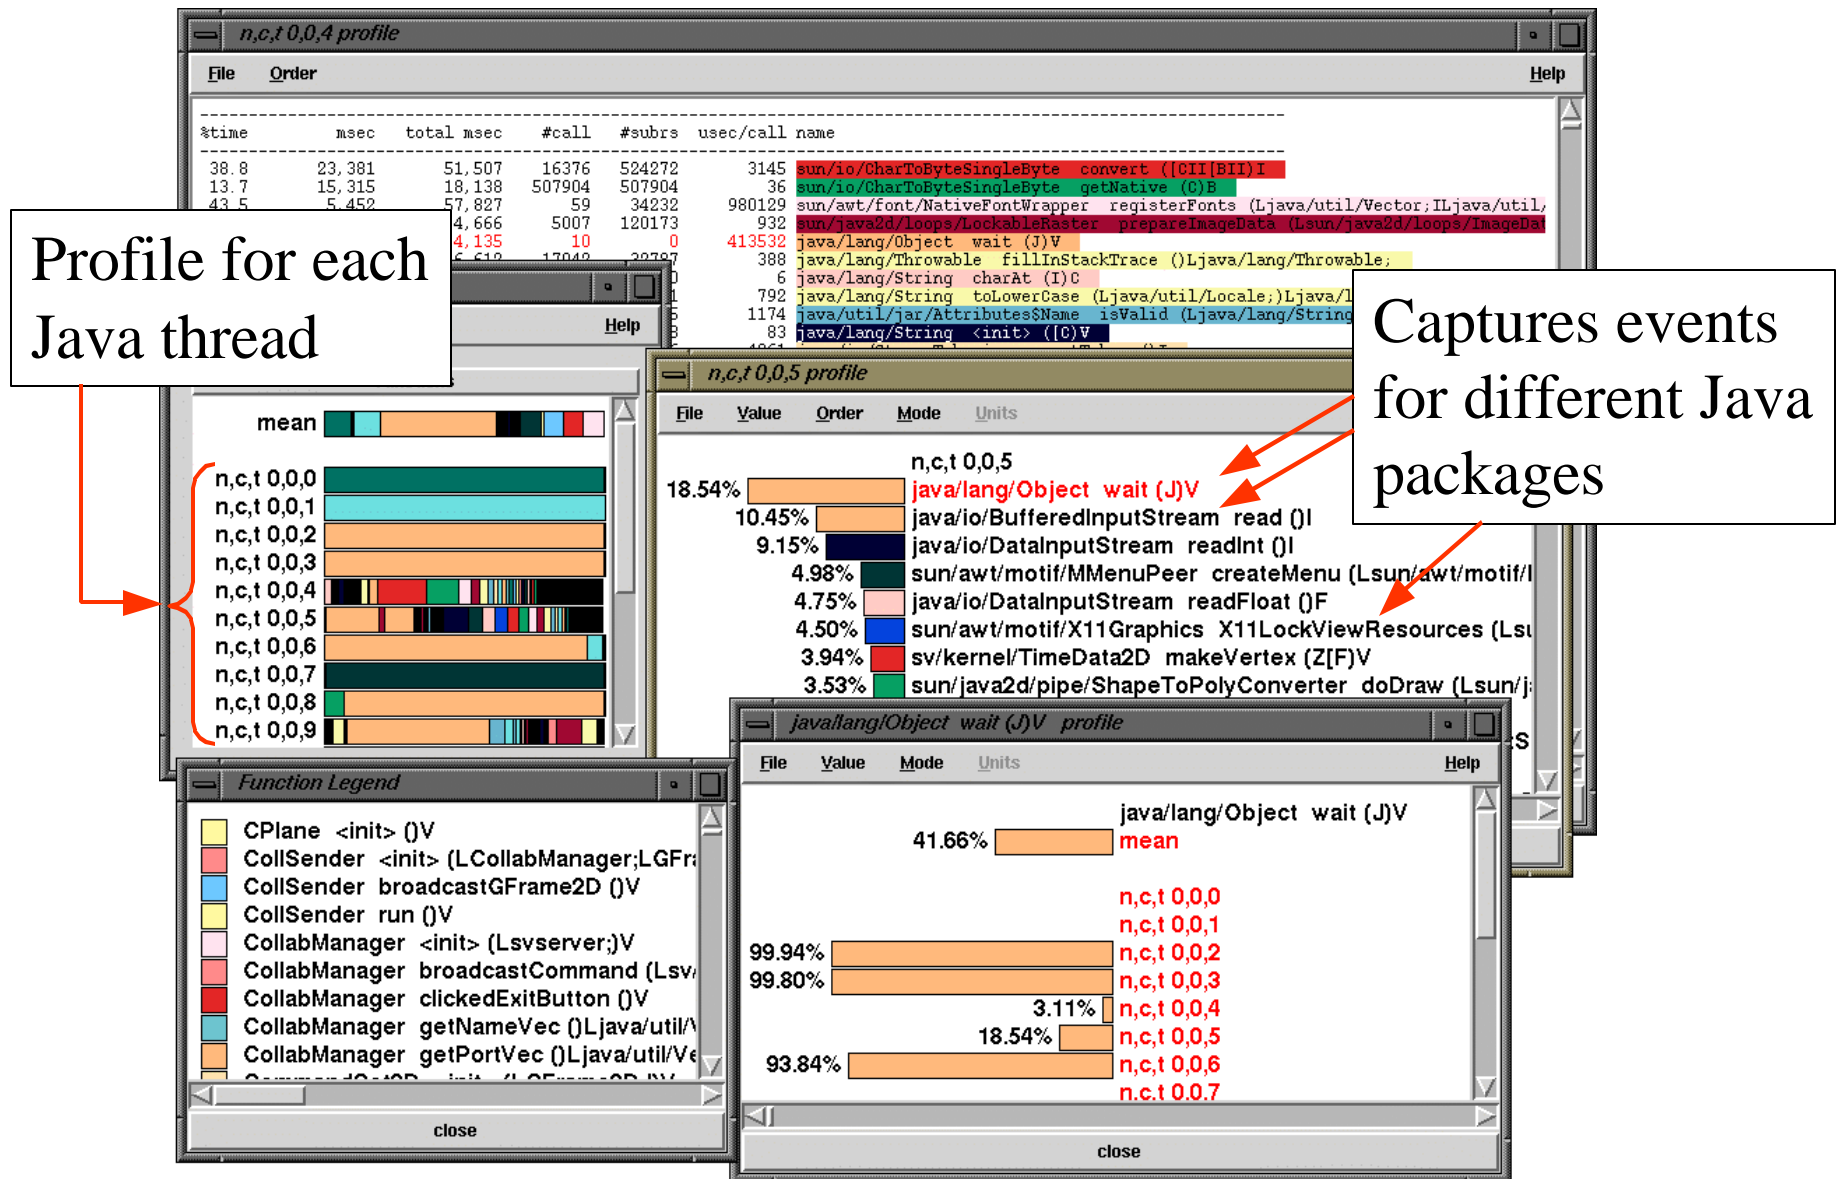 n,c,t 0,0,4 profile
File Order Help
%time msec total msec #call #subrs usec/call name
38.8 23,381 51,507 16376 524272 3145 sun/io/CharToByteSingleByte convert ([CII[BII)I
13.7 15,315 18,138 507904 507904 36 sun/io/CharToByteSingleByte getNative (C)B
43.5 5,452 57,827 59 34232 980129 sun/awt/font/NativeFontWrapper registerFonts (Ljava/util/Vector;ILjava/util/
4,666 5007 120173 932 sun/java2d/loops/LockableRaster prepareImageData (Lsun/java2d/loops/ImageDat
4,135 10 0 413532 java/lang/Object wait (J)V
388 java/lang/Throwable fillInStackTrace ()Ljava/lang/Throwable;
6 java/lang/String charAt (I)C
792 java/lang/String toLowerCase (Ljava/util/Locale;)Ljava/l
1174 java/util/jar/Attributes$Name isValid (Ljava/lang/String
83 java/lang/String <init> ([C)V
Profile for each
Java thread
Captures events
for different Java
packages
Help
mean
n,c,t 0,0,0
n,c,t 0,0,1
n,c,t 0,0,2
n,c,t 0,0,3
n,c,t 0,0,4
n,c,t 0,0,5
n,c,t 0,0,6
n,c,t 0,0,7
n,c,t 0,0,8
n,c,t 0,0,9
n,c,t 0,0,5 profile
File Value Order Mode Units
n,c,t 0,0,5
18.54% java/lang/Object wait (J)V
10.45% java/io/BufferedInputStream read ()I
9.15% java/io/DataInputStream readInt ()I
4.98% sun/awt/motif/MMenuPeer createMenu (Lsun/awt/motif/
4.75% java/io/DataInputStream readFloat ()F
4.50% sun/awt/motif/X11Graphics X11LockViewResources (Lsu
3.94% sv/kernel/TimeData2D makeVertex (Z[F)V
3.53% sun/java2d/pipe/ShapeToPolyConverter doDraw (Lsun/j
Function Legend
CPlane <init> ()V
CollSender <init> (LCollabManager;LGFra
CollSender broadcastGFrame2D ()V
CollSender run ()V
CollabManager <init> (Lsvserver;)V
CollabManager broadcastCommand (Lsv/
CollabManager clickedExitButton ()V
CollabManager getNameVec ()Ljava/util/V
CollabManager getPortVec ()Ljava/util/Ve
close
java/lang/Object wait (J)V profile
File Value Mode Units Help
java/lang/Object wait (J)V
41.66% mean
n,c,t 0,0,0
n,c,t 0,0,1
99.94% n,c,t 0,0,2
99.80% n,c,t 0,0,3
3.11% n,c,t 0,0,4
18.54% n,c,t 0,0,5
93.84% n,c,t 0,0,6
n,c,t 0,0,7
close